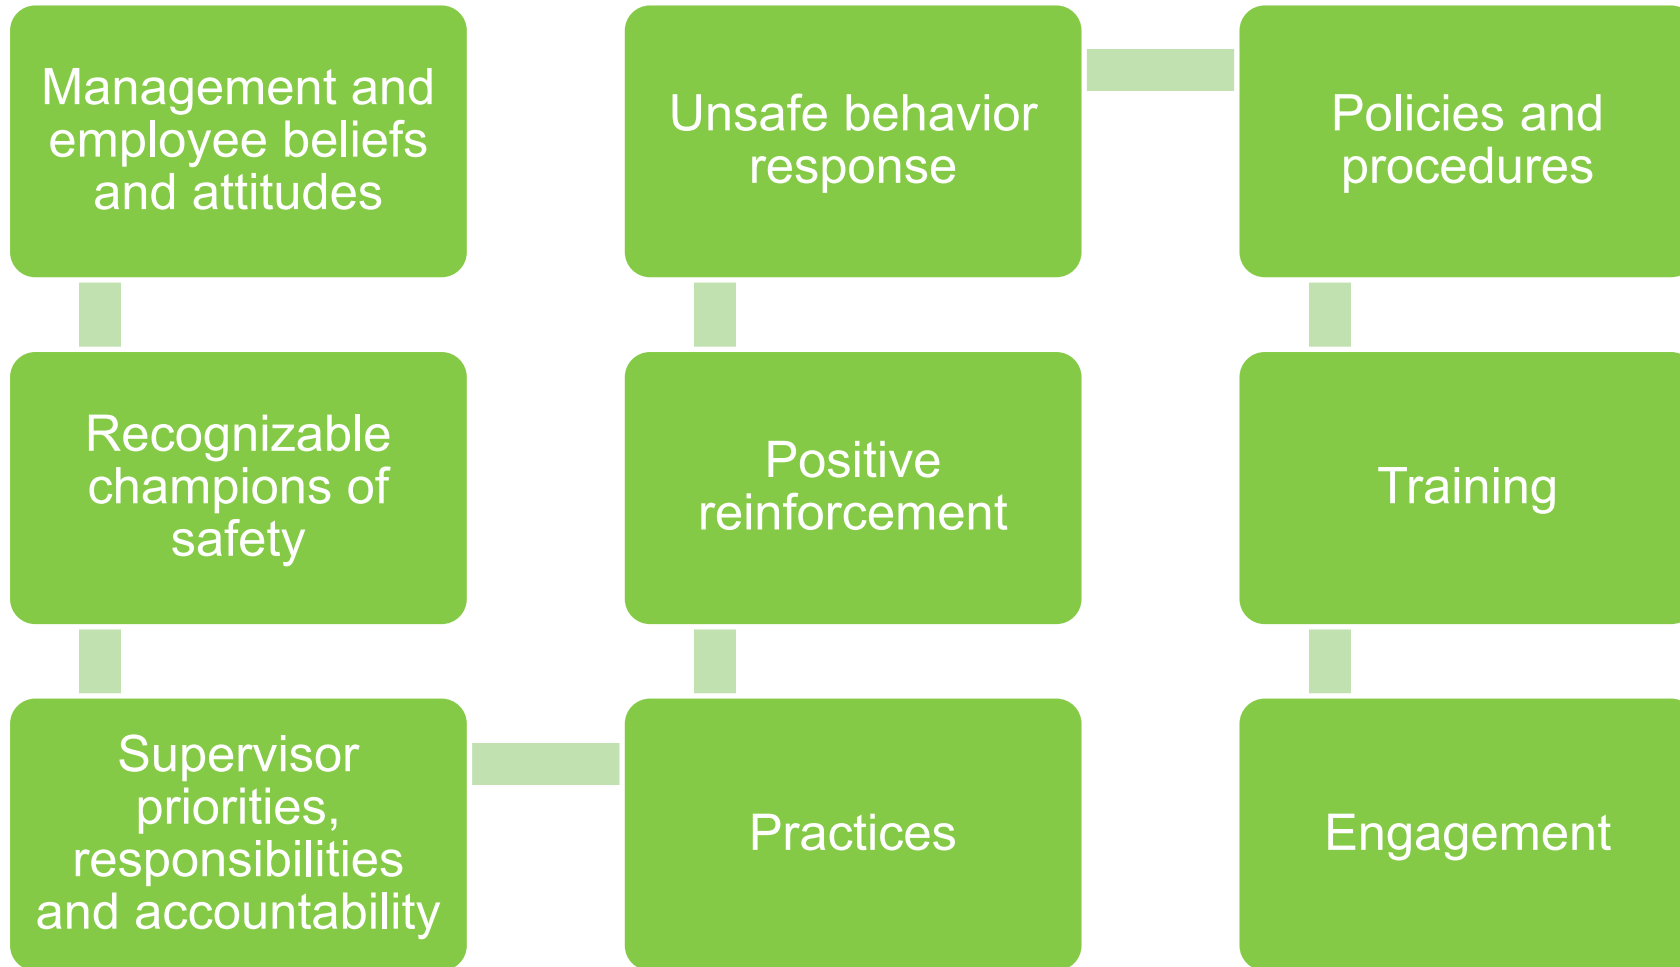 Management and
employee beliefs
and attitudes
Recognizable
champions of
safety
Supervisor
priorities,
responsibilities
and accountability
Practices
Positive
reinforcement
Unsafe behavior
response
Policies and
procedures
Training
Engagement